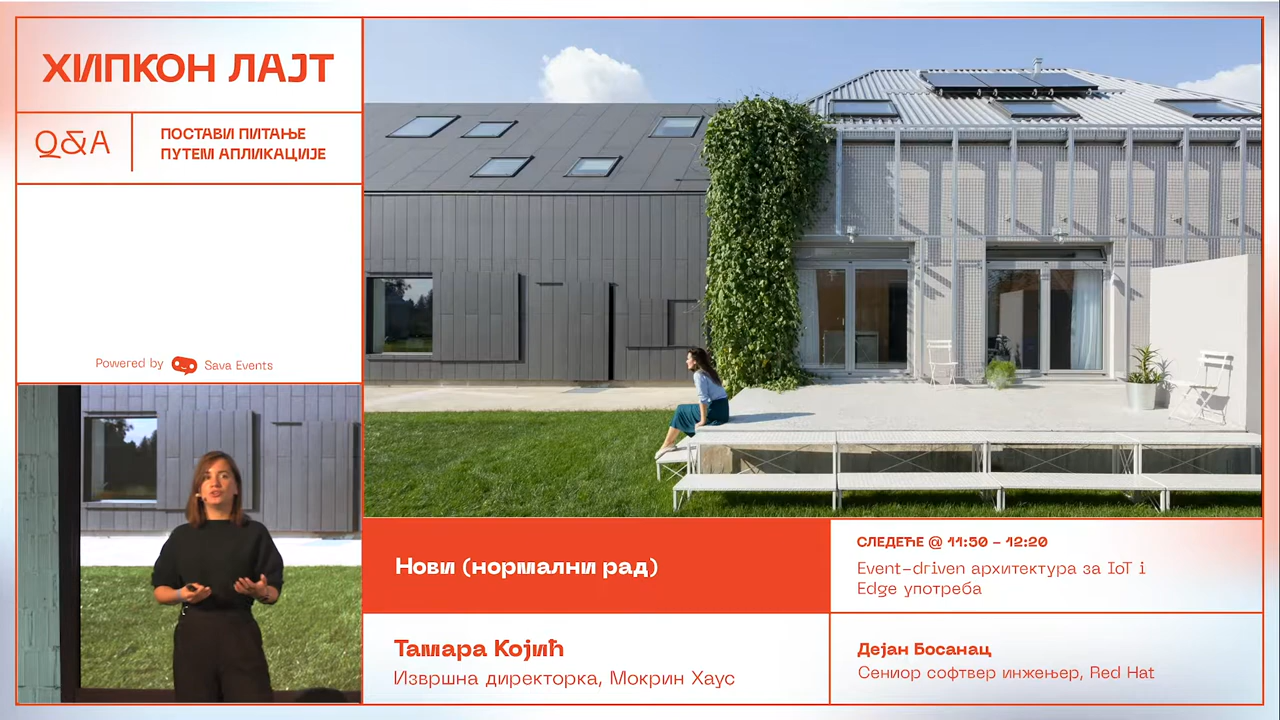 ХИПКОН ЛАЈТ
Q&A
ПОСТАВИ ПИТАЊЕ
ПУТЕМ АПЛИКАЦИЈЕ
Powered by Sava Events
Нови (нормални рад)
Тамара Којић
Извршна директорка, Мокрин Хаус
СЛЕДЕЋЕ @ 11:50 – 12:20
Event-driven архитектура за IoT i
Edge употреба
Дејан Босанац
Сениор софтвер инжењер, Red Hat